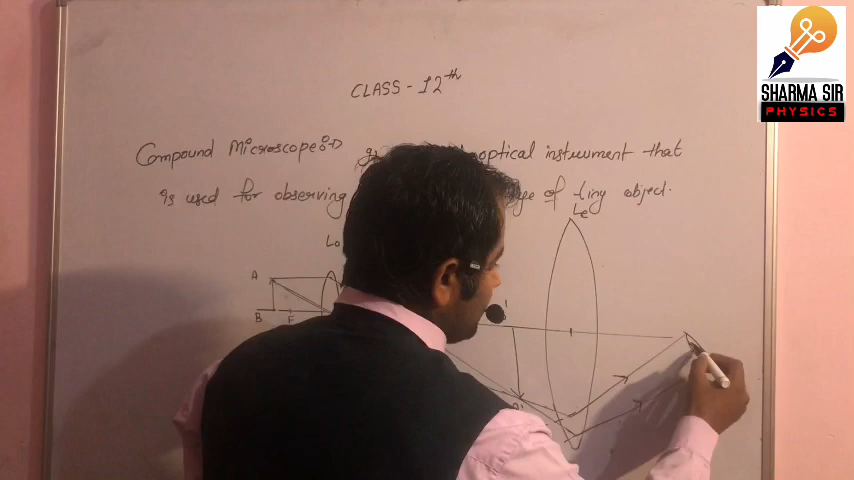 CLASS - 12th
SHARMA SIR
PHYSICS
Compound Microscope:- optical instrument that
is used for observing of tiny object.
Lo
Le
A
B F